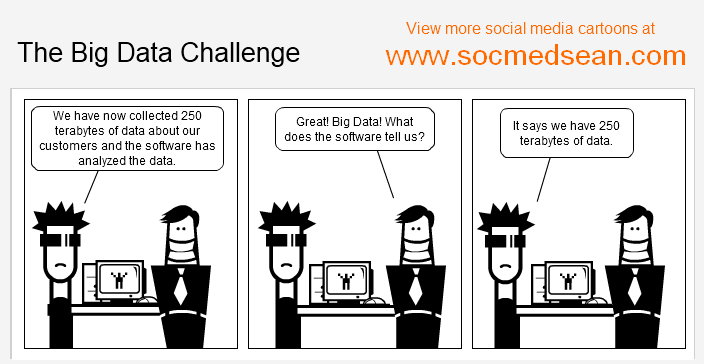 The Big Data Challenge
View more social media cartoons at
www.socmedsean.com
We have now collected 250
terabytes of data about our
customers and the software has
analyzed the data.
Great! Big Data! What
does the software tell us?
It says we have 250
terabytes of data.